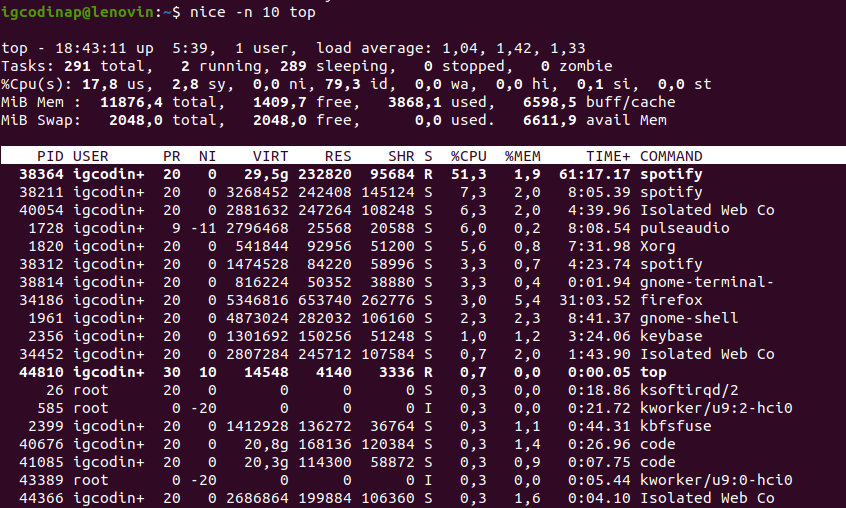 igcodinap@lenovin:~$ nice -n 10 top
top - 18:43:11 up  5:39,  1 user,  load average: 1,04, 1,42, 1,33
Tasks: 291 total,   2 running, 289 sleeping,   0 stopped,   0 zombie
%Cpu(s): 17,8 us,  2,8 sy,  0,0 ni, 79,3 id,  0,0 wa,  0,0 hi,  0,1 si,  0,0 st
MiB Mem :  11876,4 total,   1409,7 free,   3868,1 used,   6598,5 buff/cache
MiB Swap:   2048,0 total,   2048,0 free,      0,0 used.   6611,9 avail Mem
PID USER      PR  NI    VIRT    RES    SHR S  %CPU  %MEM     TIME+ COMMAND
38364 igcodin+  20   0   29,5g 232820  95684 R  51,3   1,9  61:17.17 spotify
38211 igcodin+  20   0 3268452 242408 145124 S   7,3   2,0   8:05.39 spotify
40054 igcodin+  20   0 2881632 247264 108248 S   6,3   2,0   4:39.96 Isolated Web Co
1728 igcodin+   9 -11 2796468  25568  20588 S   6,0   0,2   8:08.54 pulseaudio
1820 igcodin+  20   0  541844  92956  51200 S   5,6   0,8   7:31.98 Xorg
38312 igcodin+  20   0 1474528  84220  58996 S   3,3   0,7   4:23.74 spotify
38814 igcodin+  20   0  816224  50352  38880 S   3,3   0,4   0:01.94 gnome-terminal-
34186 igcodin+  20   0 5346816 653740 262776 S   3,0   5,4  31:03.52 firefox
1961 igcodin+  20   0 4873024 282032 106160 S   2,3   2,3   8:41.37 gnome-shell
2356 igcodin+  20   0 1301692 150256  51248 S   1,0   1,2   3:24.06 keybase
34452 igcodin+  20   0 2807284 245712 107584 S   0,7   2,0   1:43.90 Isolated Web Co
44810 igcodin+  30  10   14548   4140   3336 R   0,7   0,0   0:00.05 top
26 root      20   0       0      0      0 S   0,3   0,0   0:18.86 ksoftirqd/2
585 root       0 -20       0      0      0 I   0,3   0,0   0:21.72 kworker/u9:2-hci0
2399 igcodin+  20   0 1412928 136272  36764 S   0,3   1,1   0:44.31 kbfsfuse
40676 igcodin+  20   0   20,8g 168136 120384 S   0,3   1,4   0:26.96 code
41085 igcodin+  20   0   20,3g 114300  58872 S   0,3   0,9   0:07.75 code
43389 root       0 -20       0      0      0 I   0,3   0,0   0:05.44 kworker/u9:0-hci0
44366 igcodin+  20   0 2686864 199884 106360 S   0,3   1,6   0:04.10 Isolated Web Co